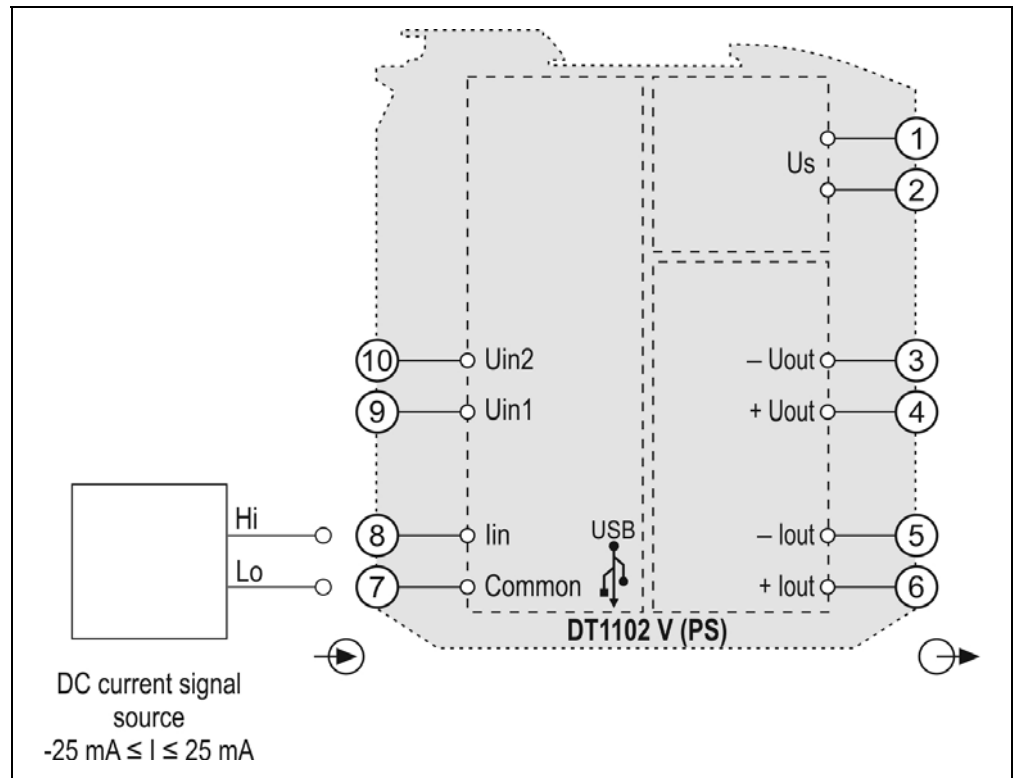 1
Us
2
10
Uin2
– Uout
3
9
Uin1
+ Uout
4
Hi
8
Iin
USB
– Iout
5
Lo
7
Common
+ Iout
6
DT1102 V (PS)
DC current signal
source
-25 mA ≤ I ≤ 25 mA